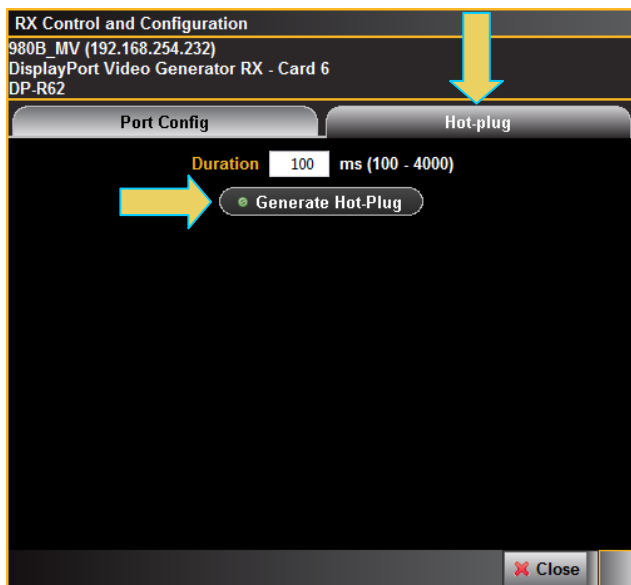 RX Control and Configuration
980B_MV (192.168.254.232)
DisplayPort Video Generator RX - Card 6
DP-R62
Port Config Hot-plug
Duration 100 ms (100 - 4000)
Generate Hot-Plug
Close